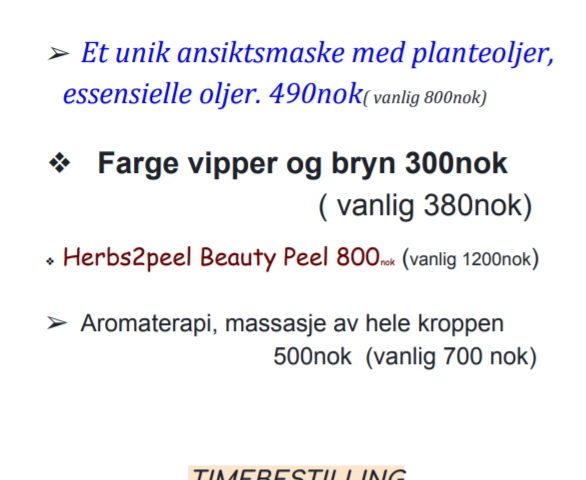 ➢ Et unik ansiktsmaske med planteoljer,
essensielle oljer. 490nok( vanlig 800nok)
❖ Farge vipper og bryn 300nok
( vanlig 380nok)
❖ Herbs2peel Beauty Peel 800nok (vanlig 1200nok)
➢ Aromaterapi, massasje av hele kroppen
500nok (vanlig 700 nok)
TIMEBESTILLING